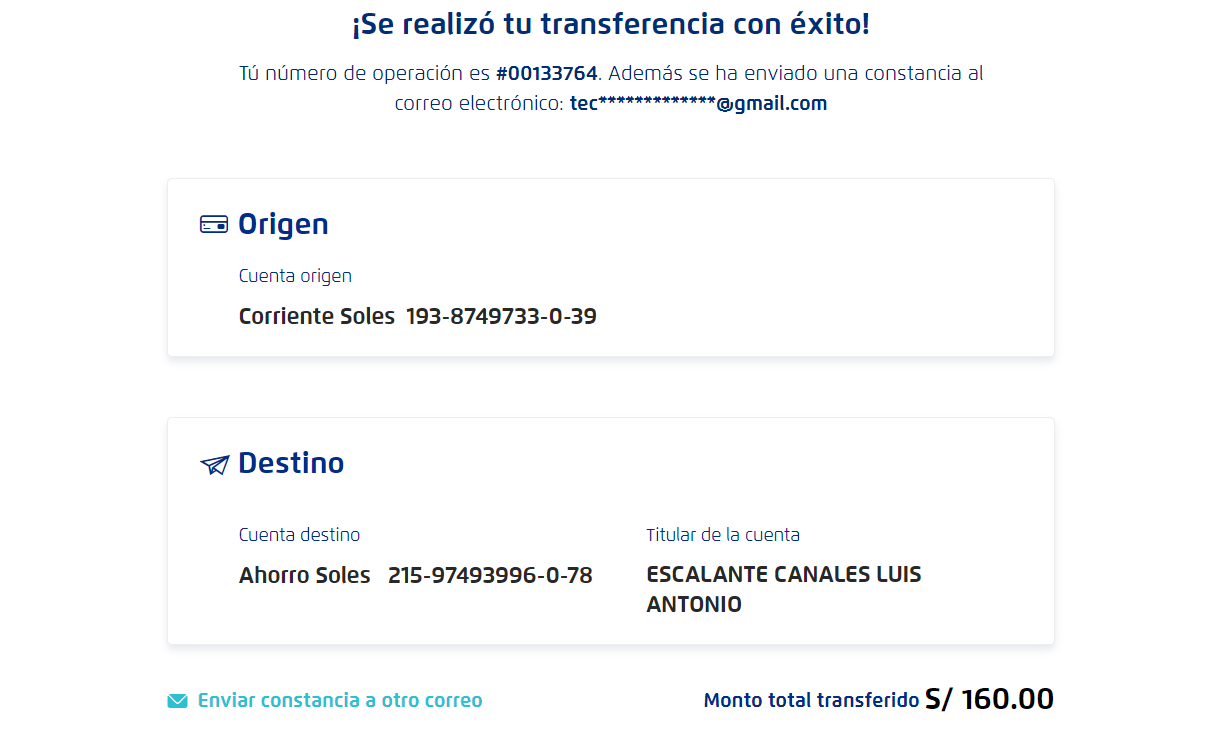 ¡Se realizó tu transferencia con éxito!
Tú número de operación es #00133764. Además se ha enviado una constancia al
correo electrónico: tec*************@gmail.com
Origen
Cuenta origen
Corriente Soles 193-8749733-0-39
Destino
Cuenta destino
Titular de la cuenta
Ahorro Soles 215-97493996-0-78
ESCALANTE CANALES LUIS
ANTONIO
Enviar constancia a otro correo
Monto total transferido S/ 160.00